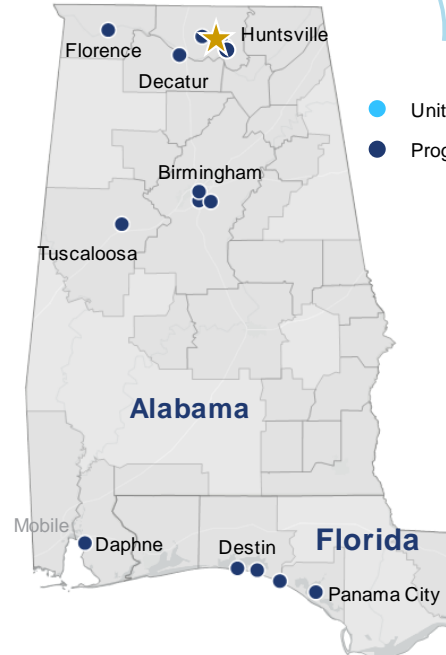 Huntsville
Florence
Decatur
Unit
Prog
Birmingham
Tuscaloosa
Alabama
Mobile
Daphne
Destin
Florida
Panama City